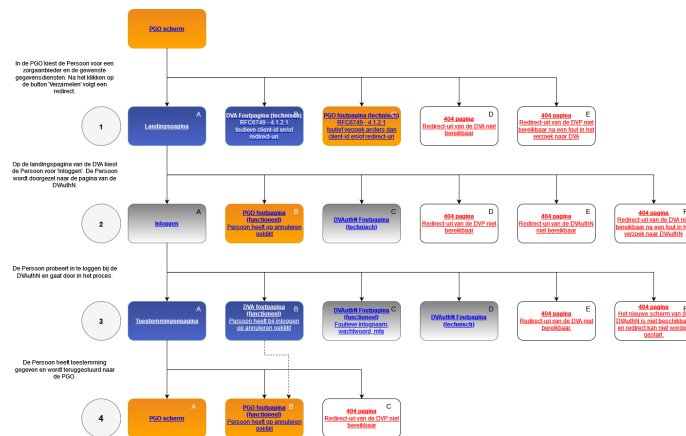 PGO scherm
In de PGO kiest de Persoon voor een
zorgaanbieder en de gewenste
gegevensdiensten. Na het klikken op
de button 'Verzamelen' volgt een
redirect.
1
A
Landingspagina
B
DVA Foutpagina (technisch)
RFC6749 - 4.1.2.1
foutieve client-id en/of
redirect-uri
C
PGO foutpagina (technisch)
RFC6749 - 4.1.2.1
foutief verzoek anders dan
client-id en/of redirect-uri
D
404 pagina
Redirect-uri van de DVA niet
bereikbaar
E
404 pagina
Redirect-uri van de DVP niet
bereikbaar na een fout in het
verzoek naar DVA
Op de landingspagina van de DVA kiest
de Persoon voor 'Inloggen'. De Persoon
wordt doorgezet naar de pagina van de
DVAuthN.
2
A
Inloggen
B
PGO foutpagina
(functioneel)
Persoon heeft op annuleren
geklikt
C
DVAuthN Foutpagina
(technisch)
D
404 pagina
Redirect-uri van de DVP niet
bereikbaar
E
404 pagina
Redirect-uri van de DVAuthN
niet bereikbaar
F
404 pagina
Redirect-uri van de DVA
bereikbaar na een fout in
verzoek naar DVAuthN
De Persoon probeert in te loggen bij de
DVAuthN en gaat door in het proces.
3
A
Toestemmingenpagina
B
DVA foutpagina
(functioneel)
Persoon heeft bij inloggen
op annuleren geklikt
C
DVAuthN Foutpagina
(functioneel)
Foutieve inlognaam,
wachtwoord, mfa
D
DVAuthN Foutpagina
(technisch)
E
404 pagina
Redirect-uri van de DVA niet
bereikbaar.
404 pagina
Het nieuwe scherm van
DVAuthN is niet
en redirect kan niet
gestart.
De Persoon heeft toestemming
gegeven en wordt teruggestuurd naar
de PGO.
4
A
PGO scherm
B
PGO foutpagina
(functioneel)
Persoon heeft op annuleren
geklikt
C
404 pagina
Redirect-uri van de DVP niet
bereikbaar